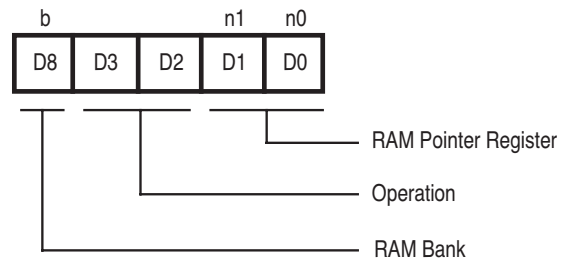 b n1 n0
D8 D3 D2 D1 D0
RAM Pointer Register
Operation
RAM Bank